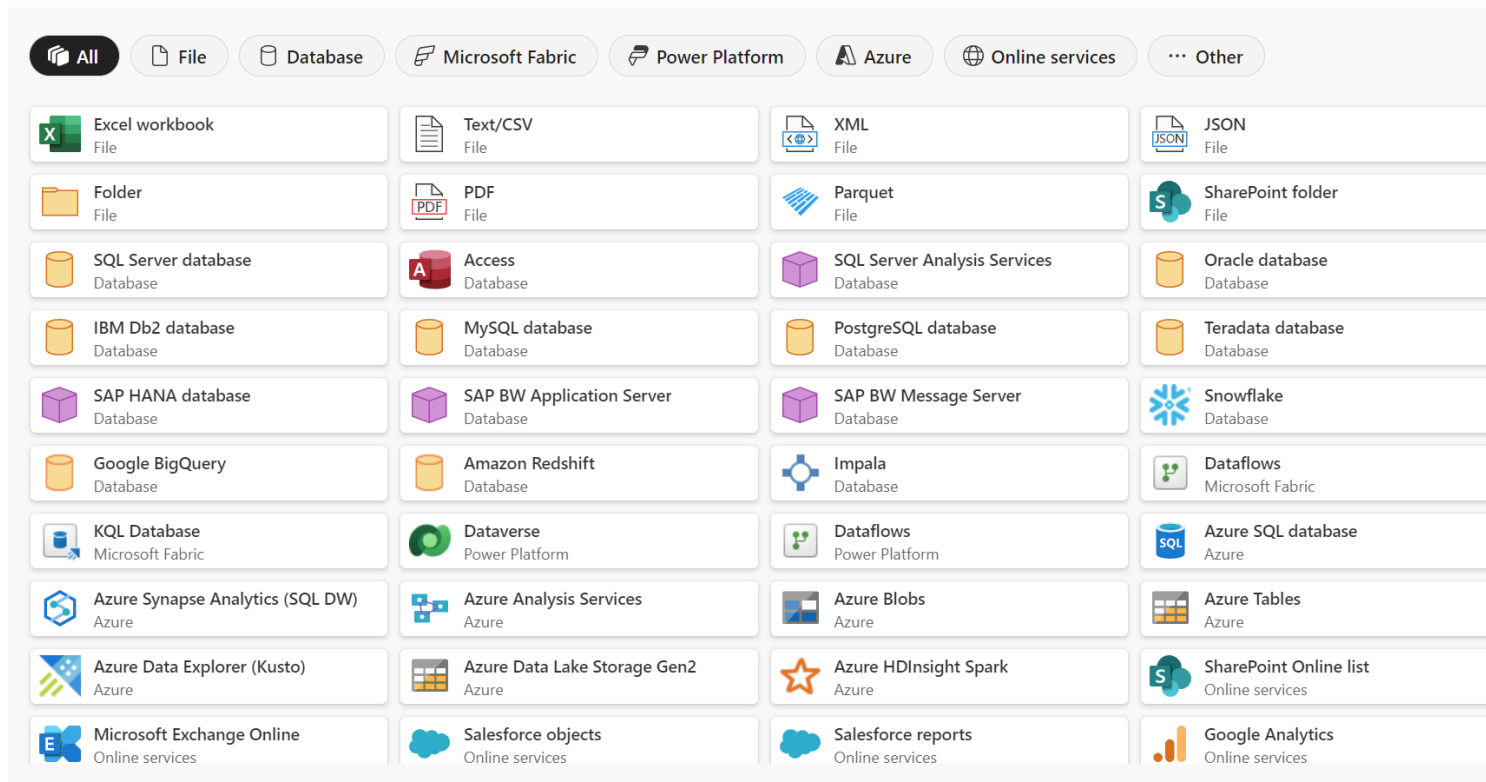 All File Database Microsoft Fabric Power Platform Azure Online services Other
Excel workbook Text/CSV XML JSON
File File File File
Folder PDF Parquet SharePoint folder
File File File File
SQL Server database Access SQL Server Analysis Services Oracle database
Database Database Database Database
IBM Db2 database MySQL database PostgreSQL database Teradata database
Database Database Database Database
SAP HANA database SAP BW Application Server SAP BW Message Server Snowflake
Database Database Database Database
Google BigQuery Amazon Redshift Impala Dataflows
Database Database Database Microsoft Fabric
KQL Database Dataverse Dataflows Azure SQL database
Microsoft Fabric Power Platform Power Platform Azure
Azure Synapse Analytics (SQL DW) Azure Analysis Services Azure Blobs Azure Tables
Azure Azure Azure Azure
Azure Data Explorer (Kusto) Azure Data Lake Storage Gen2 Azure HDInsight Spark SharePoint Online list
Azure Azure Azure Online services
Microsoft Exchange Online Salesforce objects Salesforce reports Google Analytics
Online services Online services Online services Online services